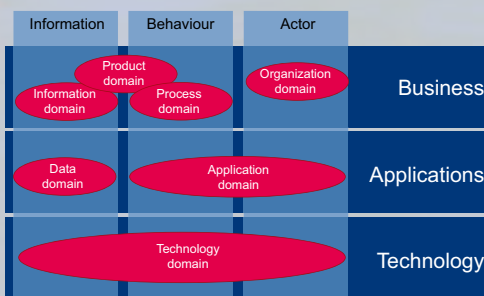 Information
Behaviour
Actor
Product
domain
Information
domain
Process
domain
Organization
domain
Business
Data
domain
Application
domain
Applications
Technology
domain
Technology